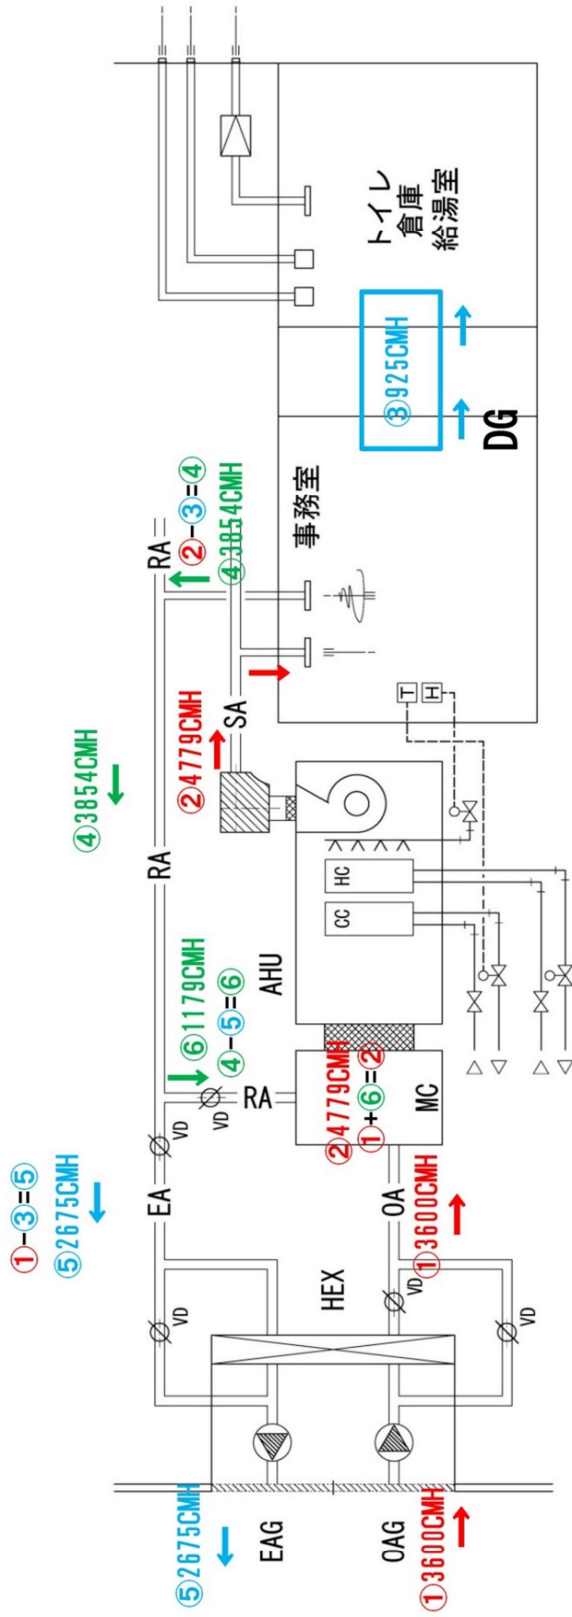 ①-③=⑤
⑤2675CMH
④3854CMH
RA
②-③=④
④3854CMH
RA
⑥1179CMH
④-⑤=⑥
②4779CMH
SA
EA
VD
VD
VD
RA
AHU
事務室
トイレ
倉庫
給湯室
③925CMH
DG
⑤2675CMH
EAG
HEX
OA
②4779CMH
①+⑥=②
MC
CC
HC
T
H
OAG
①3600CMH
VD
①3600CMH
VD